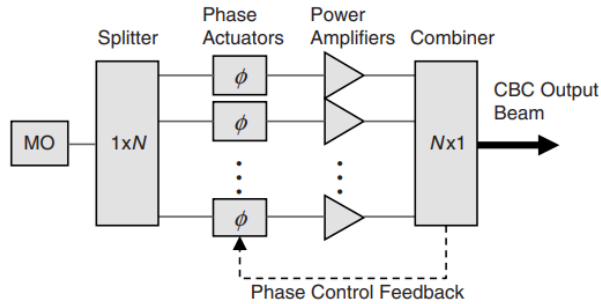 Splitter
Phase
Actuators
Power
Amplifiers
Combiner
MO
1xN
ϕ
ϕ
ϕ
Nx1
CBC Output
Beam
Phase Control Feedback